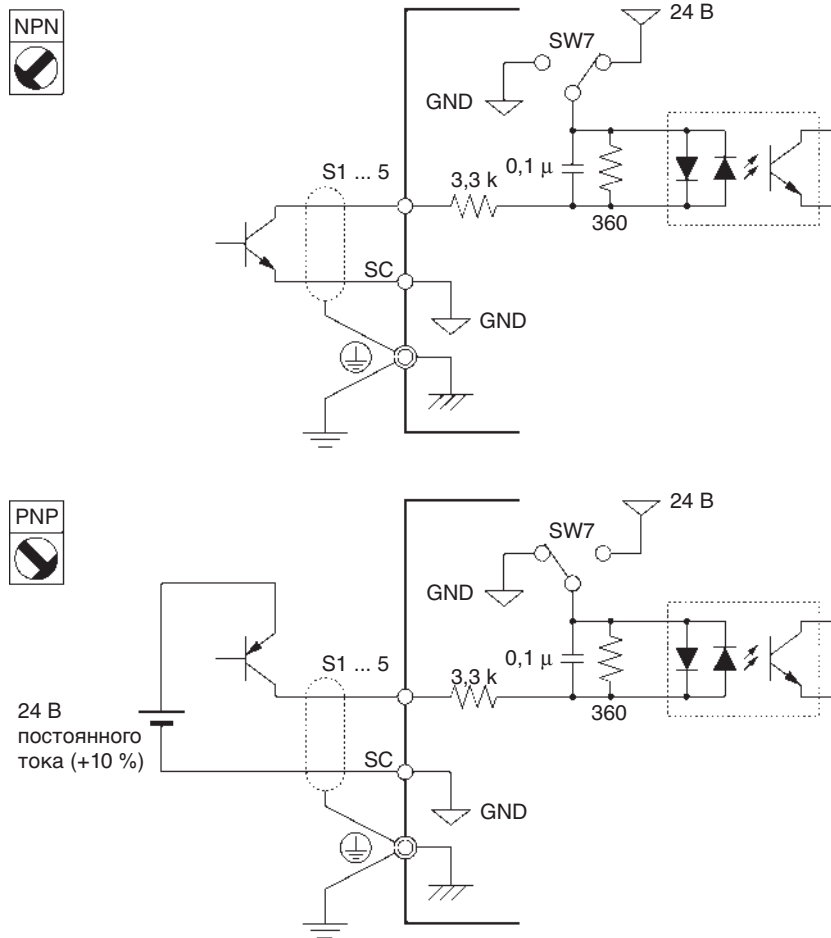 NPN
24 В
SW7
GND
S1 ... 5
3,3 k
0,1 μ
360
SC
GND
PNP
24 В
SW7
GND
S1 ... 5
3,3 k
0,1 μ
360
24 В
постоянного
тока (+10 %)
SC
GND